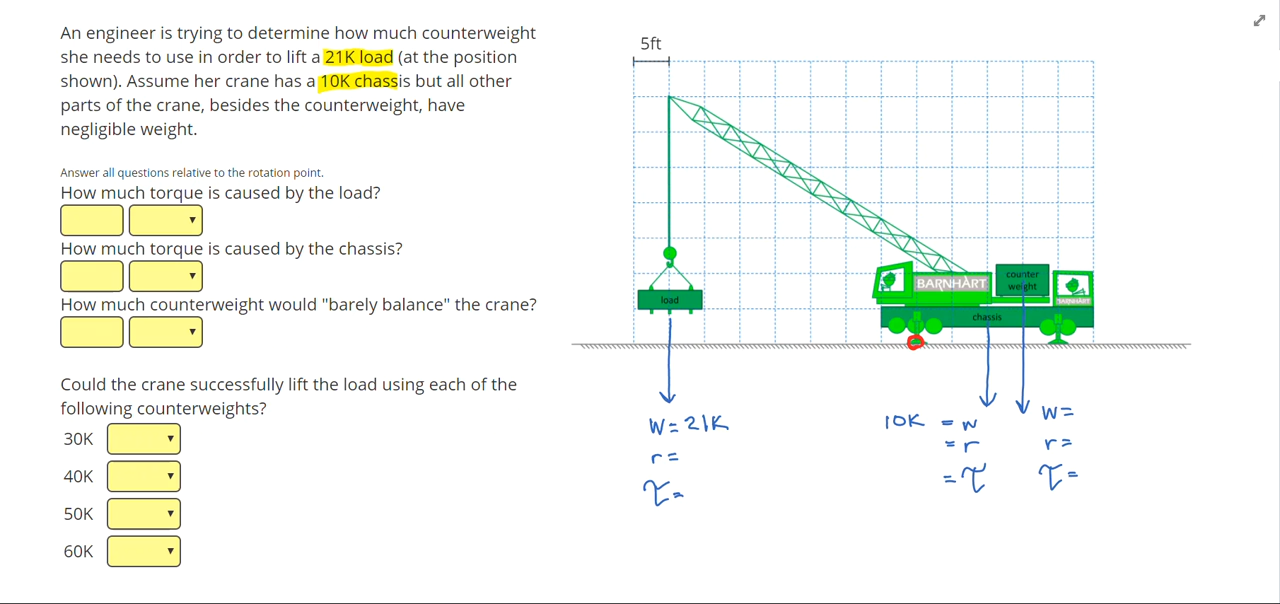 An engineer is trying to determine how much counterweight
she needs to use in order to lift a 21K load (at the position
shown). Assume her crane has a 10K chassis but all other
parts of the crane, besides the counterweight, have
negligible weight.
Answer all questions relative to the rotation point.
How much torque is caused by the load?
How much torque is caused by the chassis?
How much counterweight would "barely balance" the crane?
Could the crane successfully lift the load using each of the
following counterweights?
30K
40K
50K
60K
5ft
load
BARNHART
counter
weight
BARNHART
chassis
W=21K
r=
τ=
10K = w
= r
= τ
W=
r=
τ=